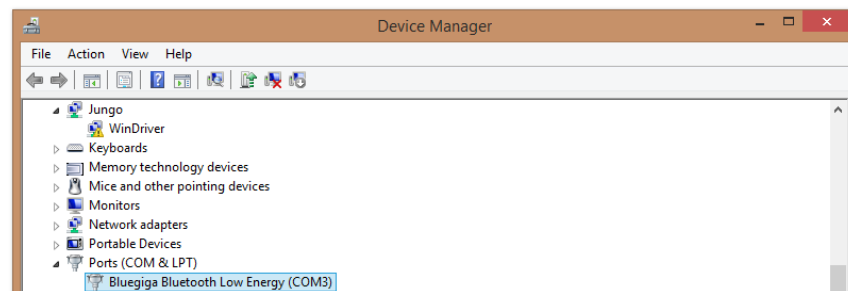 Device Manager
File Action View Help
Jungo
WinDriver
Keyboards
Memory technology devices
Mice and other pointing devices
Monitors
Network adapters
Portable Devices
Ports (COM & LPT)
Bluegiga Bluetooth Low Energy (COM3)